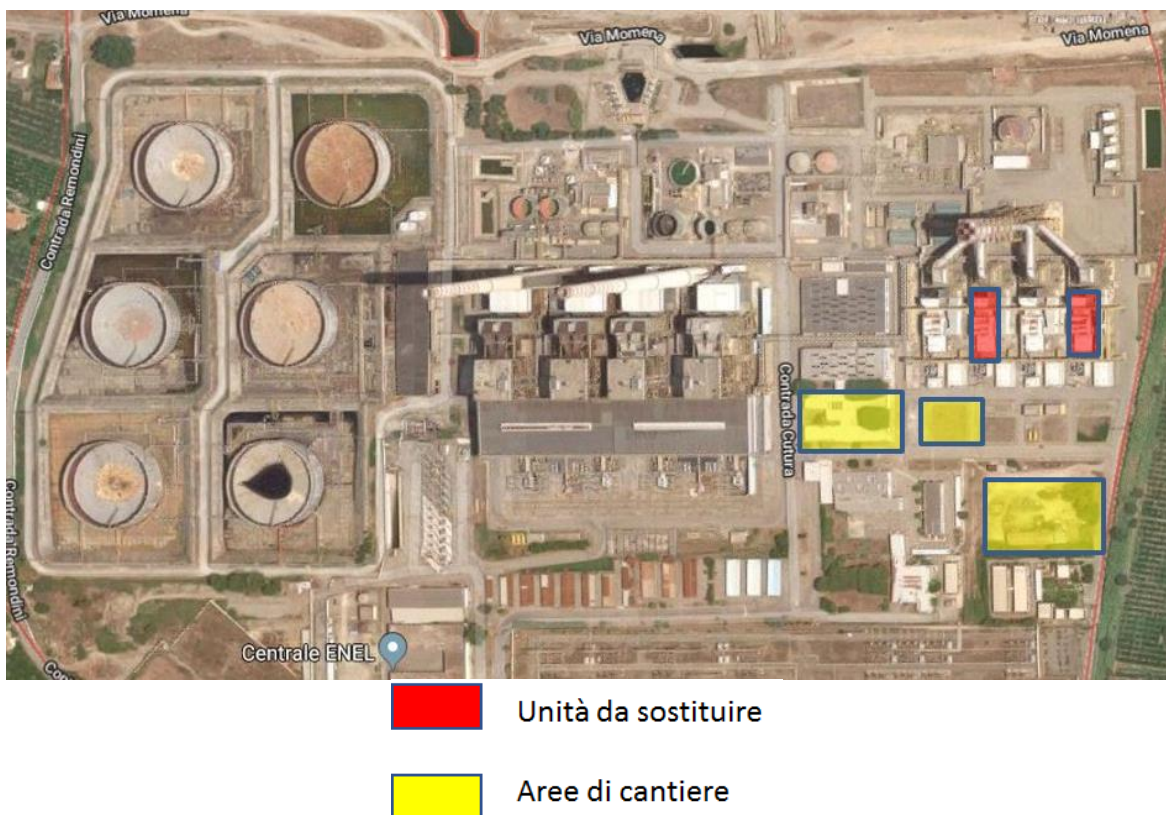 Via Momena
Via Momena
Via Momena
Contrada Remondini
Contrada Cutura
Contrada Remondini
Centrale ENEL
Unità da sostituire
Aree di cantiere